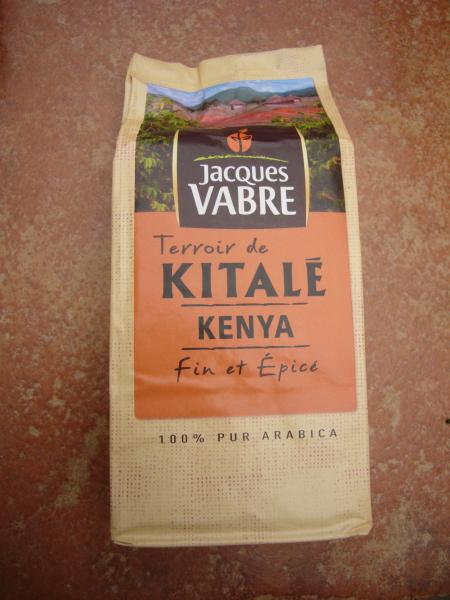 Jacques
VABRE
Terroir de
KITALÉ
KENYA
Fin et Épicé
100% PUR ARABICA